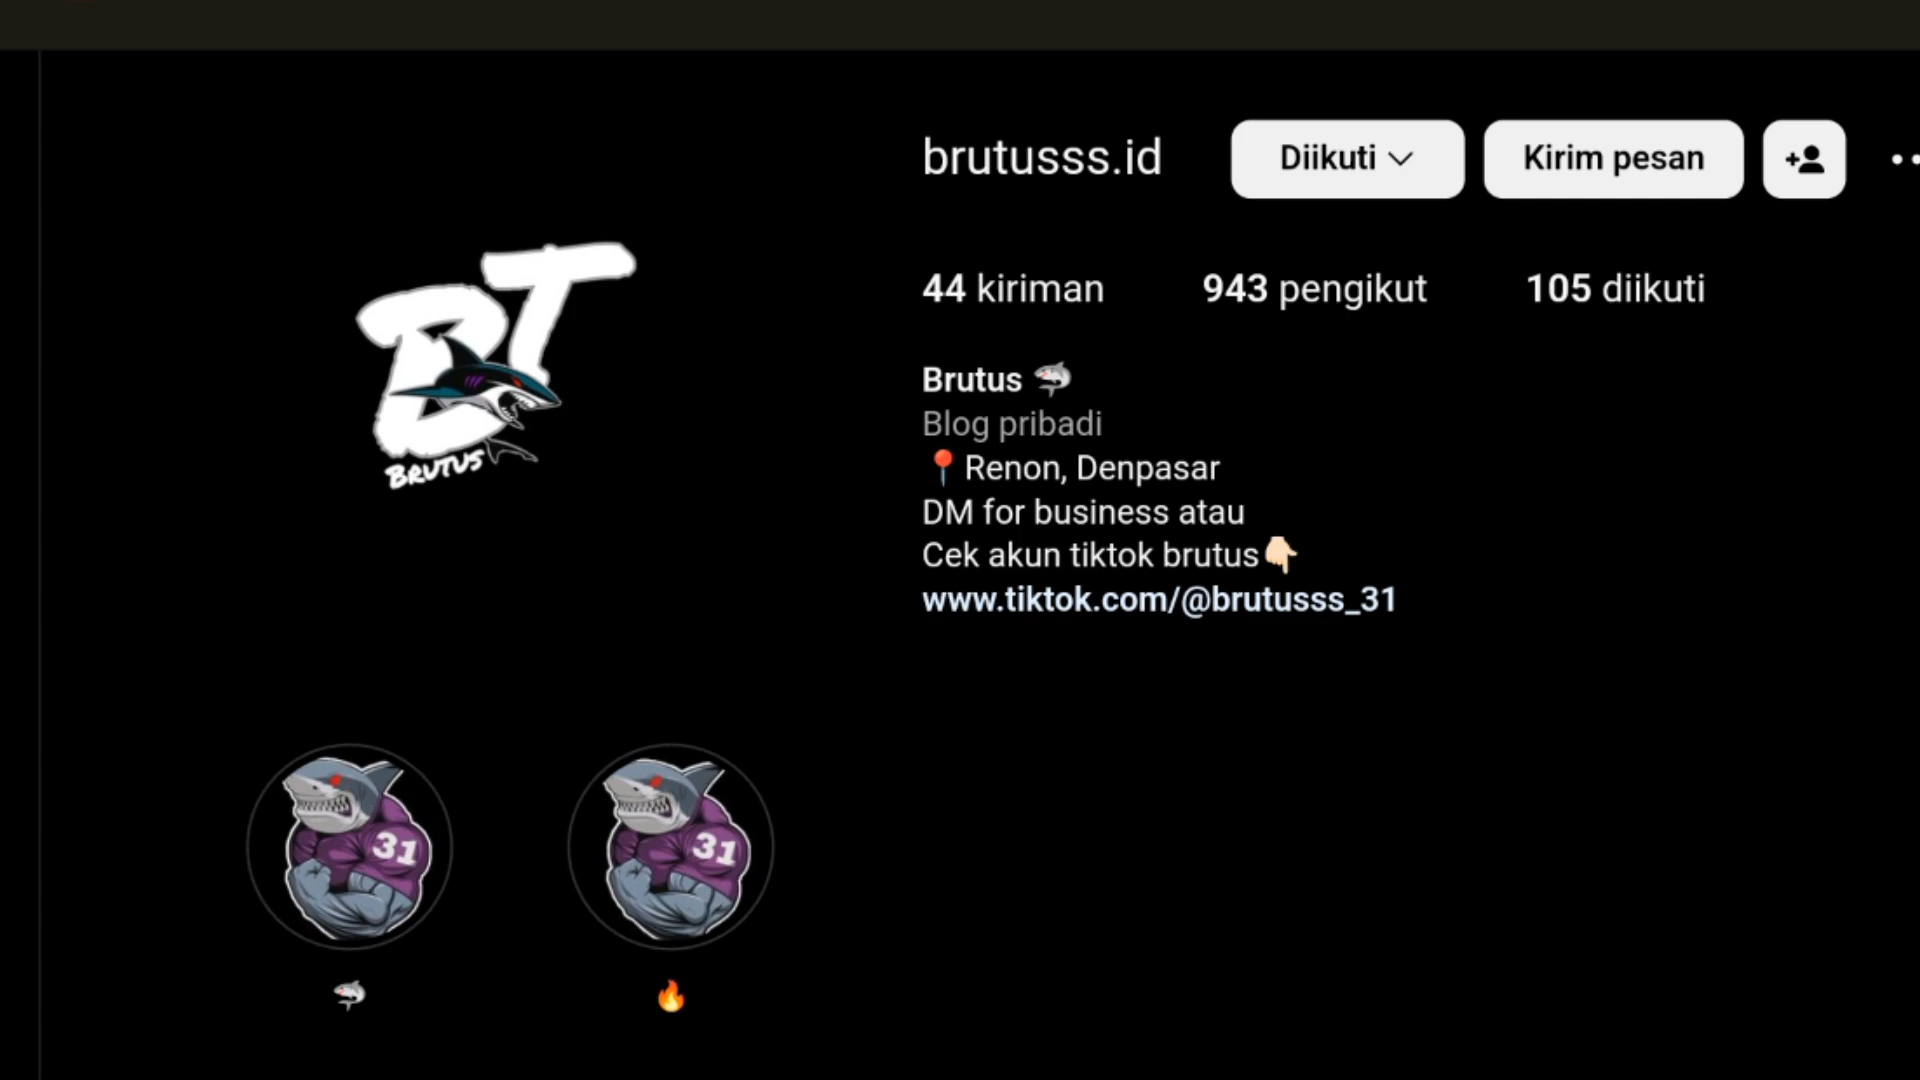 brutusss.id Diikuti Kirim pesan
44 kiriman 943 pengikut 105 diikuti
BT
BRUTUS
Brutus 🦈
Blog pribadi
📍Renon, Denpasar
DM for business atau
Cek akun tiktok brutus👇🏻
www.tiktok.com/@brutusss_31
31 31
🦈 🔥